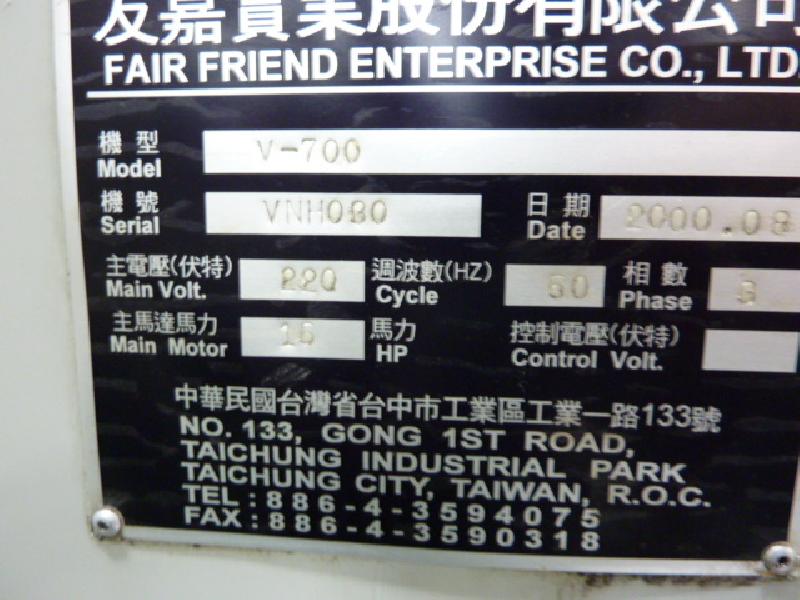 友嘉實業股份有限公司
FAIR FRIEND ENTERPRISE CO., LTD.
機型 Model V-700
機號 Serial VNH080 日期 Date 2000.08
主電壓(伏特) Main Volt. 220 週波數(HZ) Cycle 60 相數 Phase 3
主馬達馬力 Main Motor 15 馬力 HP 控制電壓(伏特) Control Volt.
中華民國台灣省台中市工業區工業一路133號
NO. 133, GONG 1ST ROAD,
TAICHUNG INDUSTRIAL PARK
TAICHUNG CITY, TAIWAN, R.O.C.
TEL : 886-4-3594075
FAX : 886-4-3590318